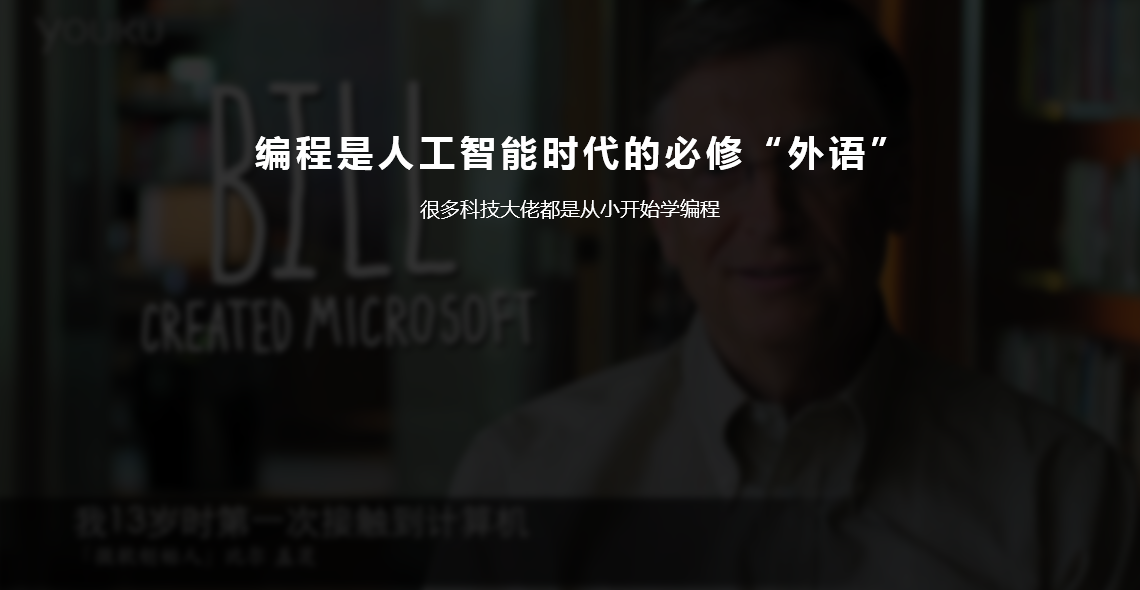 YOUKU
BILL
编程是人工智能时代的必修“外语”
很多科技大佬都是从小开始学编程
CREATED MICROSOFT
我13岁时第一次接触到计算机